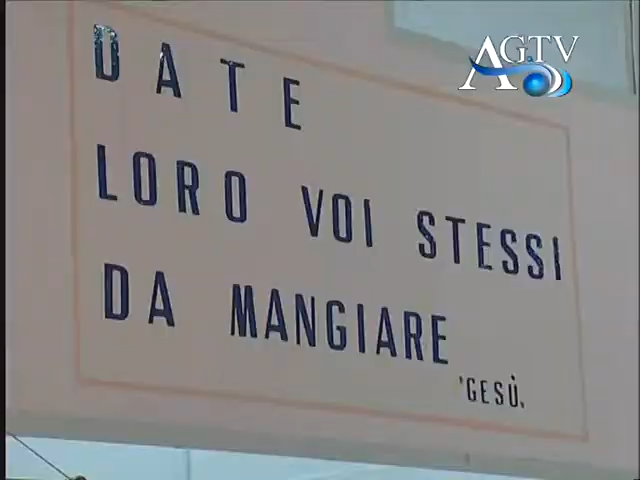 AGTV
DATE
LORO VOI STESSI
DA MANGIARE
'GESÙ,